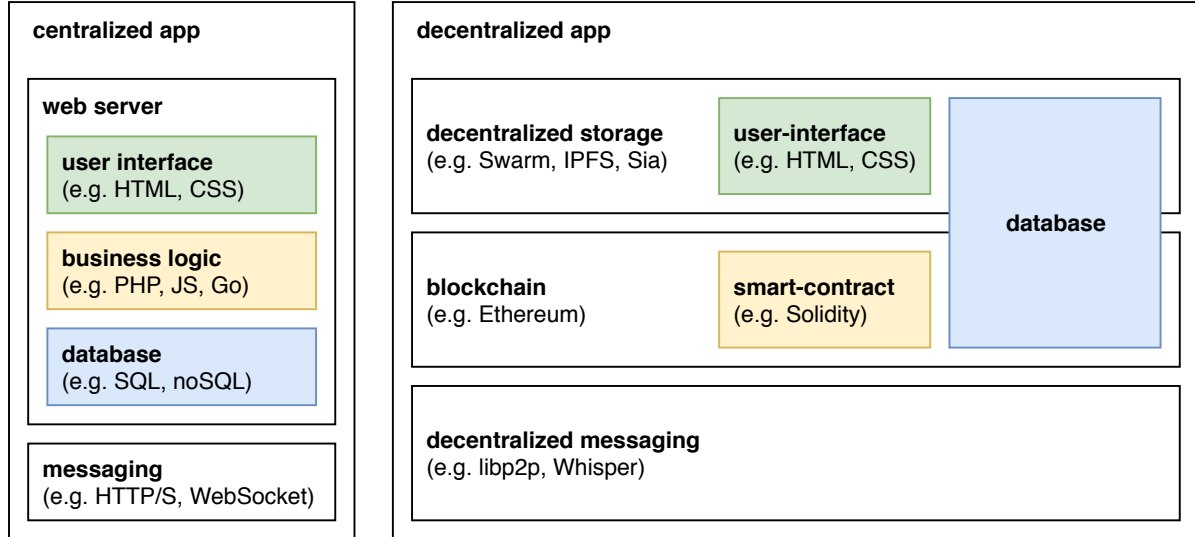 centralized app
web server
user interface
(e.g. HTML, CSS)
business logic
(e.g. PHP, JS, Go)
database
(e.g. SQL, noSQL)
messaging
(e.g. HTTP/S, WebSocket)
decentralized app
decentralized storage
(e.g. Swarm, IPFS, Sia)
user-interface
(e.g. HTML, CSS)
database
blockchain
(e.g. Ethereum)
smart-contract
(e.g. Solidity)
decentralized messaging
(e.g. libp2p, Whisper)